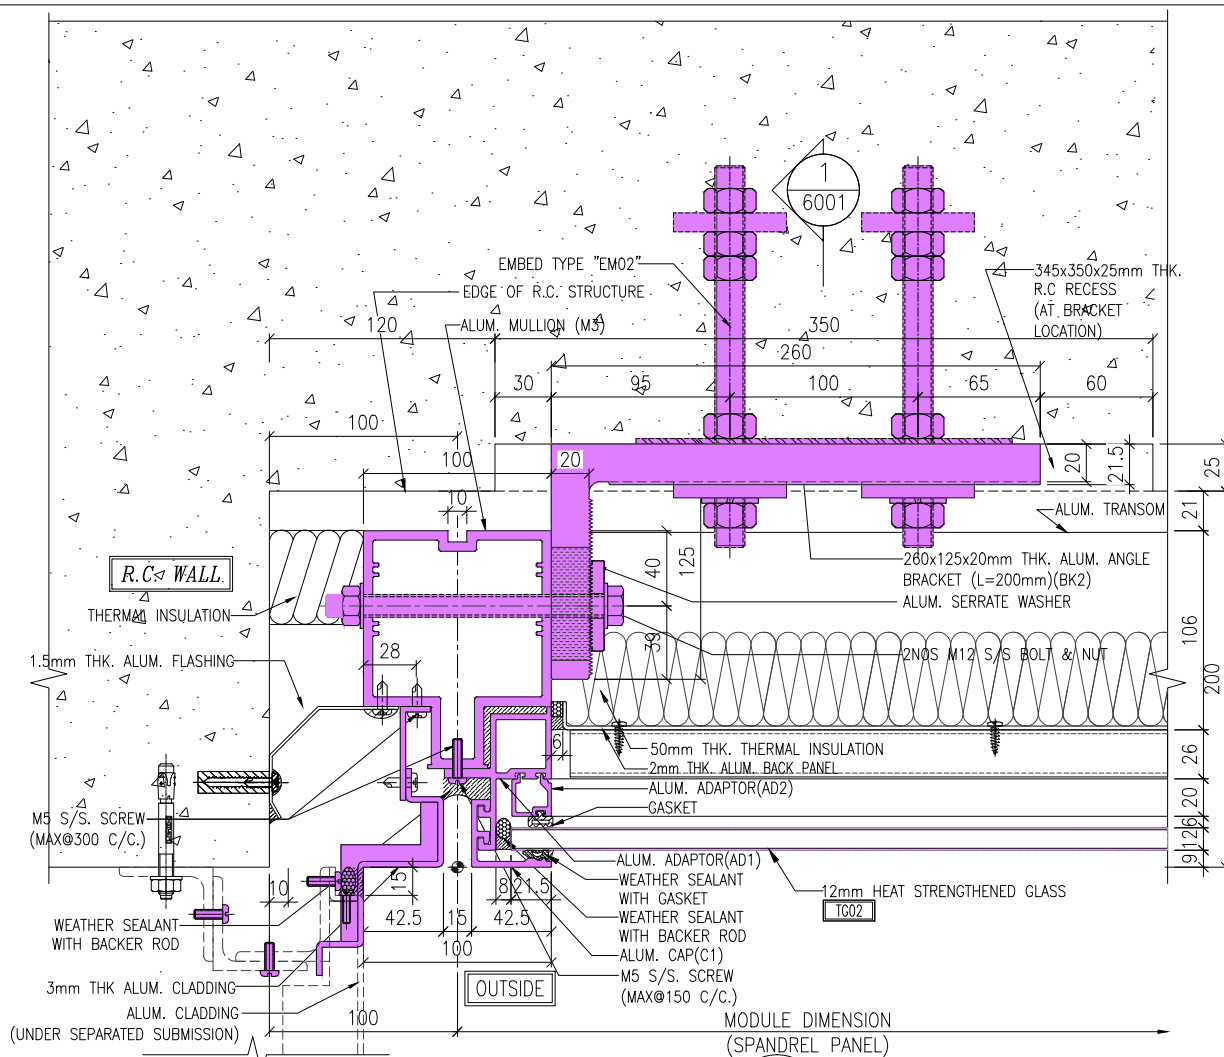 1
6001
EMBED TYPE "EM02"
EDGE OF R.C. STRUCTURE
345x350x25mm THK.
R.C RECESS
(AT BRACKET
LOCATION)
120
ALUM. MULLION (M3)
350
260
30
95
100
65
60
100
100
20
20
21.5
25
10
21
ALUM. TRANSOM
R.C. WALL.
40
125
260x125x20mm THK. ALUM. ANGLE
BRACKET (L=200mm)(BK2)
ALUM. SERRATE WASHER
THERMAL INSULATION
106
39
28
2NOS M12 S/S BOLT & NUT
1.5mm THK. ALUM. FLASHING
200
6
50mm THK. THERMAL INSULATION
2mm THK. ALUM. BACK PANEL
26
ALUM. ADAPTOR(AD2)
GASKET
20
M5 S/S. SCREW
(MAX@300 C/C.)
6
12
6
9
ALUM. ADAPTOR(AD1)
WEATHER SEALANT
WITH GASKET
WEATHER SEALANT
WITH BACKER ROD
ALUM. CAP(C1)
M5 S/S. SCREW
(MAX@150 C/C.)
12mm HEAT STRENGTHENED GLASS
TG02
10
15
8
21.5
42.5
15
42.5
100
WEATHER SEALANT
WITH BACKER ROD
3mm THK ALUM. CLADDING
ALUM. CLADDING
(UNDER SEPARATED SUBMISSION)
OUTSIDE
100
MODULE DIMENSION
(SPANDREL PANEL)